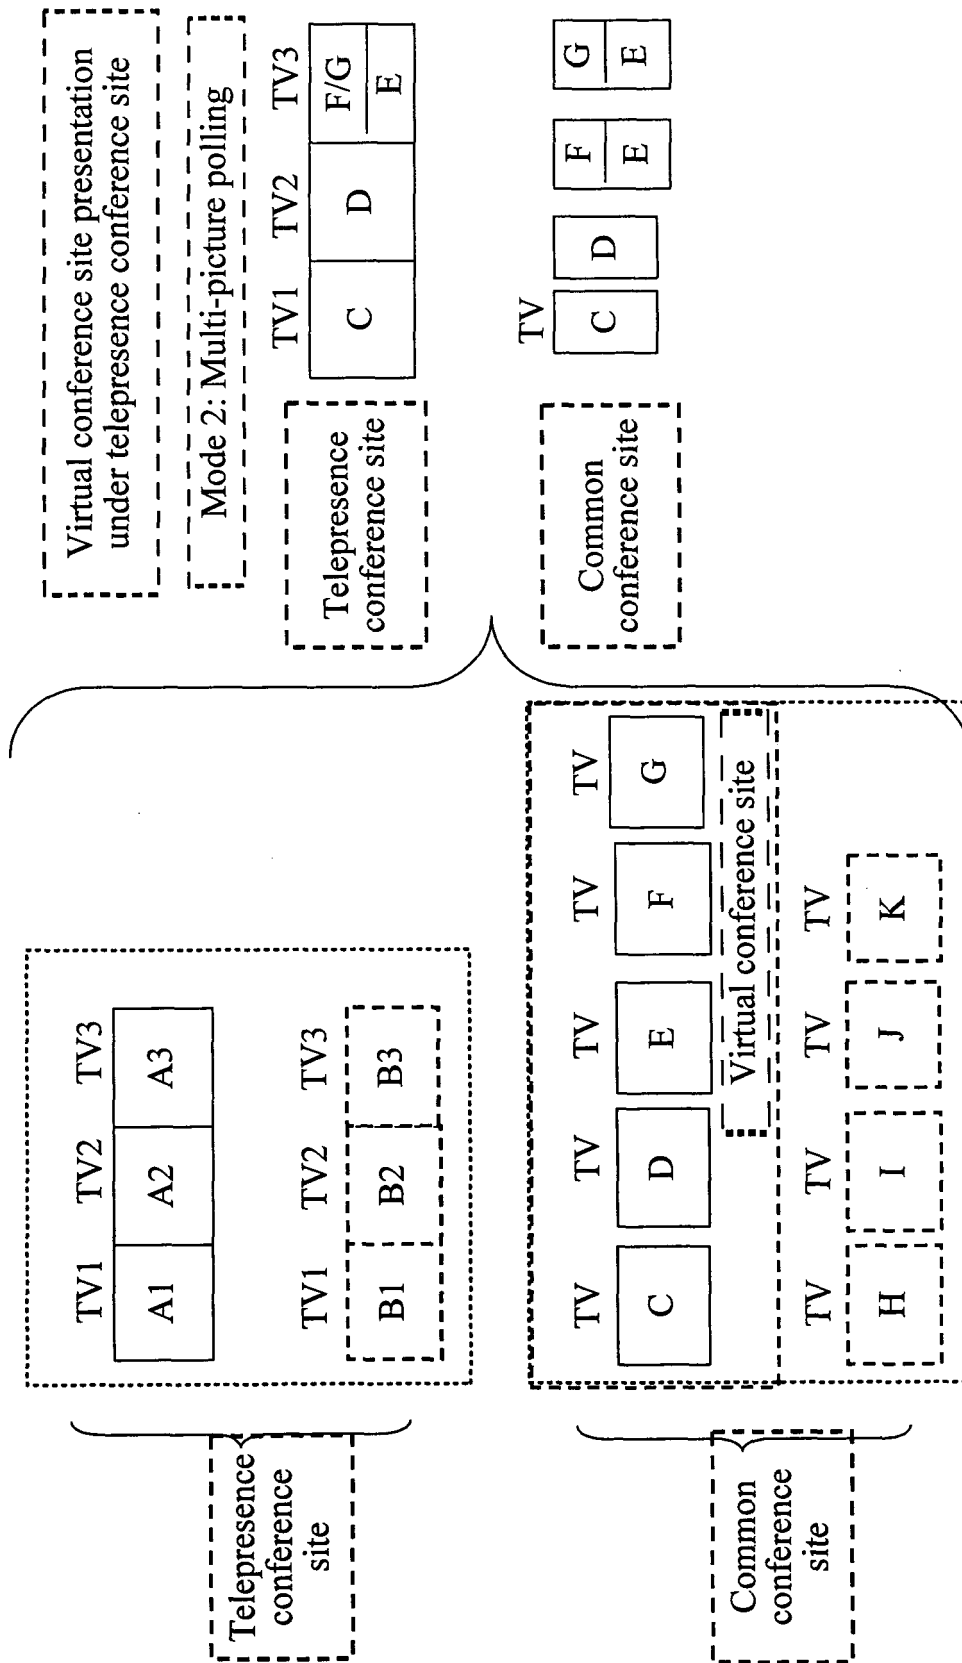 Virtual conference site presentation
under telepresence conference site
Mode 2: Multi-picture polling
Telepresence
conference site
TV1 TV2 TV3
C D F/G
E
Common
conference site
TV
C D F G
E E
Telepresence
conference
site
TV1 TV2 TV3
A1 A2 A3
TV1 TV2 TV3
B1 B2 B3
Common
conference
site
TV TV TV TV TV
C D E F G
Virtual conference site
TV TV TV TV
H I J K